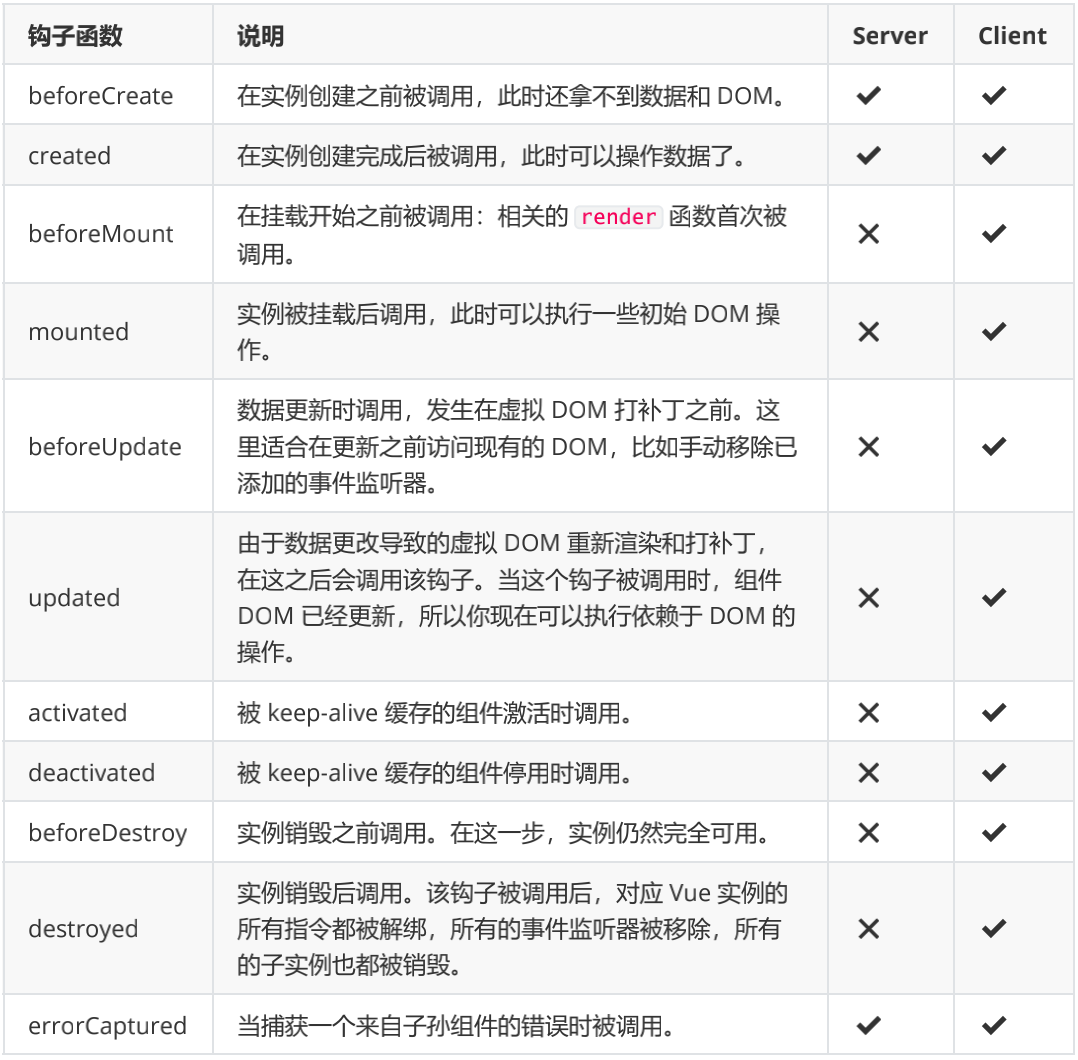 钩子函数 说明 Server Client
beforeCreate 在实例创建之前被调用，此时还拿不到数据和 DOM。 ✔ ✔
created 在实例创建完成后被调用，此时可以操作数据了。 ✔ ✔
beforeMount 在挂载开始之前被调用：相关的 render 函数首次被
调用。 ✕ ✔
mounted 实例被挂载后调用，此时可以执行一些初始 DOM 操
作。 ✕ ✔
beforeUpdate 数据更新时调用，发生在虚拟 DOM 打补丁之前。这
里适合在更新之前访问现有的 DOM，比如手动移除已
添加的事件监听器。 ✕ ✔
updated 由于数据更改导致的虚拟 DOM 重新渲染和打补丁，
在这之后会调用该钩子。当这个钩子被调用时，组件
DOM 已经更新，所以你现在可以执行依赖于 DOM 的
操作。 ✕ ✔
activated 被 keep-alive 缓存的组件激活时调用。 ✕ ✔
deactivated 被 keep-alive 缓存的组件停用时调用。 ✕ ✔
beforeDestroy 实例销毁之前调用。在这一步，实例仍然完全可用。 ✕ ✔
destroyed 实例销毁后调用。该钩子被调用后，对应 Vue 实例的
所有指令都被解绑，所有的事件监听器被移除，所有
的子实例也都被销毁。 ✕ ✔
errorCaptured 当捕获一个来自子孙组件的错误时被调用。 ✔ ✔